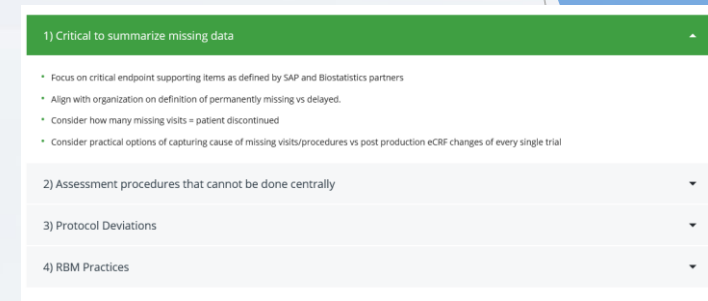 1) Critical to summarize missing data
• Focus on critical endpoint supporting items as defined by SAP and Biostatistics partners
• Align with organization on definition of permanently missing vs delayed.
• Consider how many missing visits = patient discontinued
• Consider practical options of capturing cause of missing visits/procedures vs post production eCRF changes of every single trial
2) Assessment procedures that cannot be done centrally
3) Protocol Deviations
4) RBM Practices